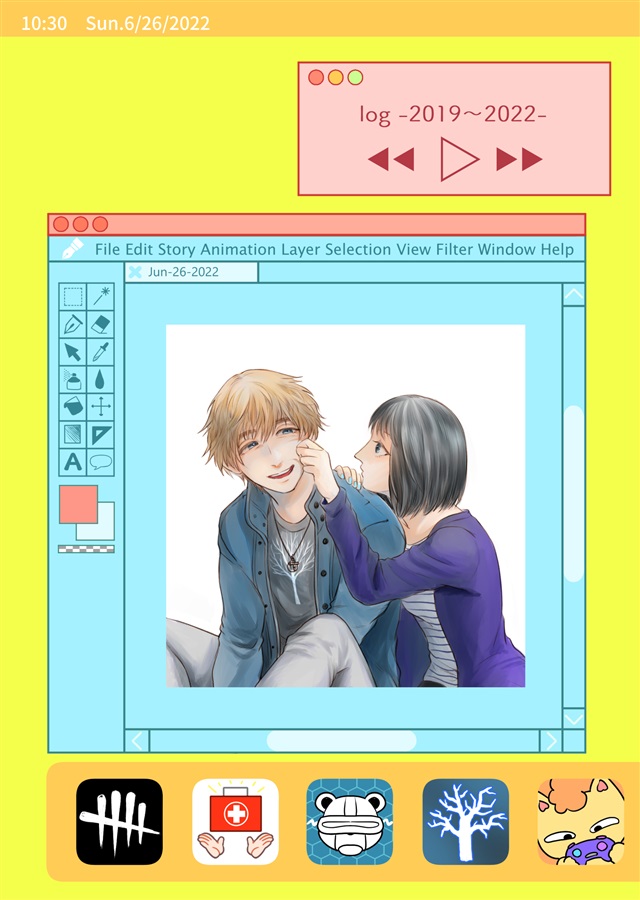 10:30 Sun.6/26/2022
log -2019～2022-
File Edit Story Animation Layer Selection View Filter Window Help
Jun-26-2022
A